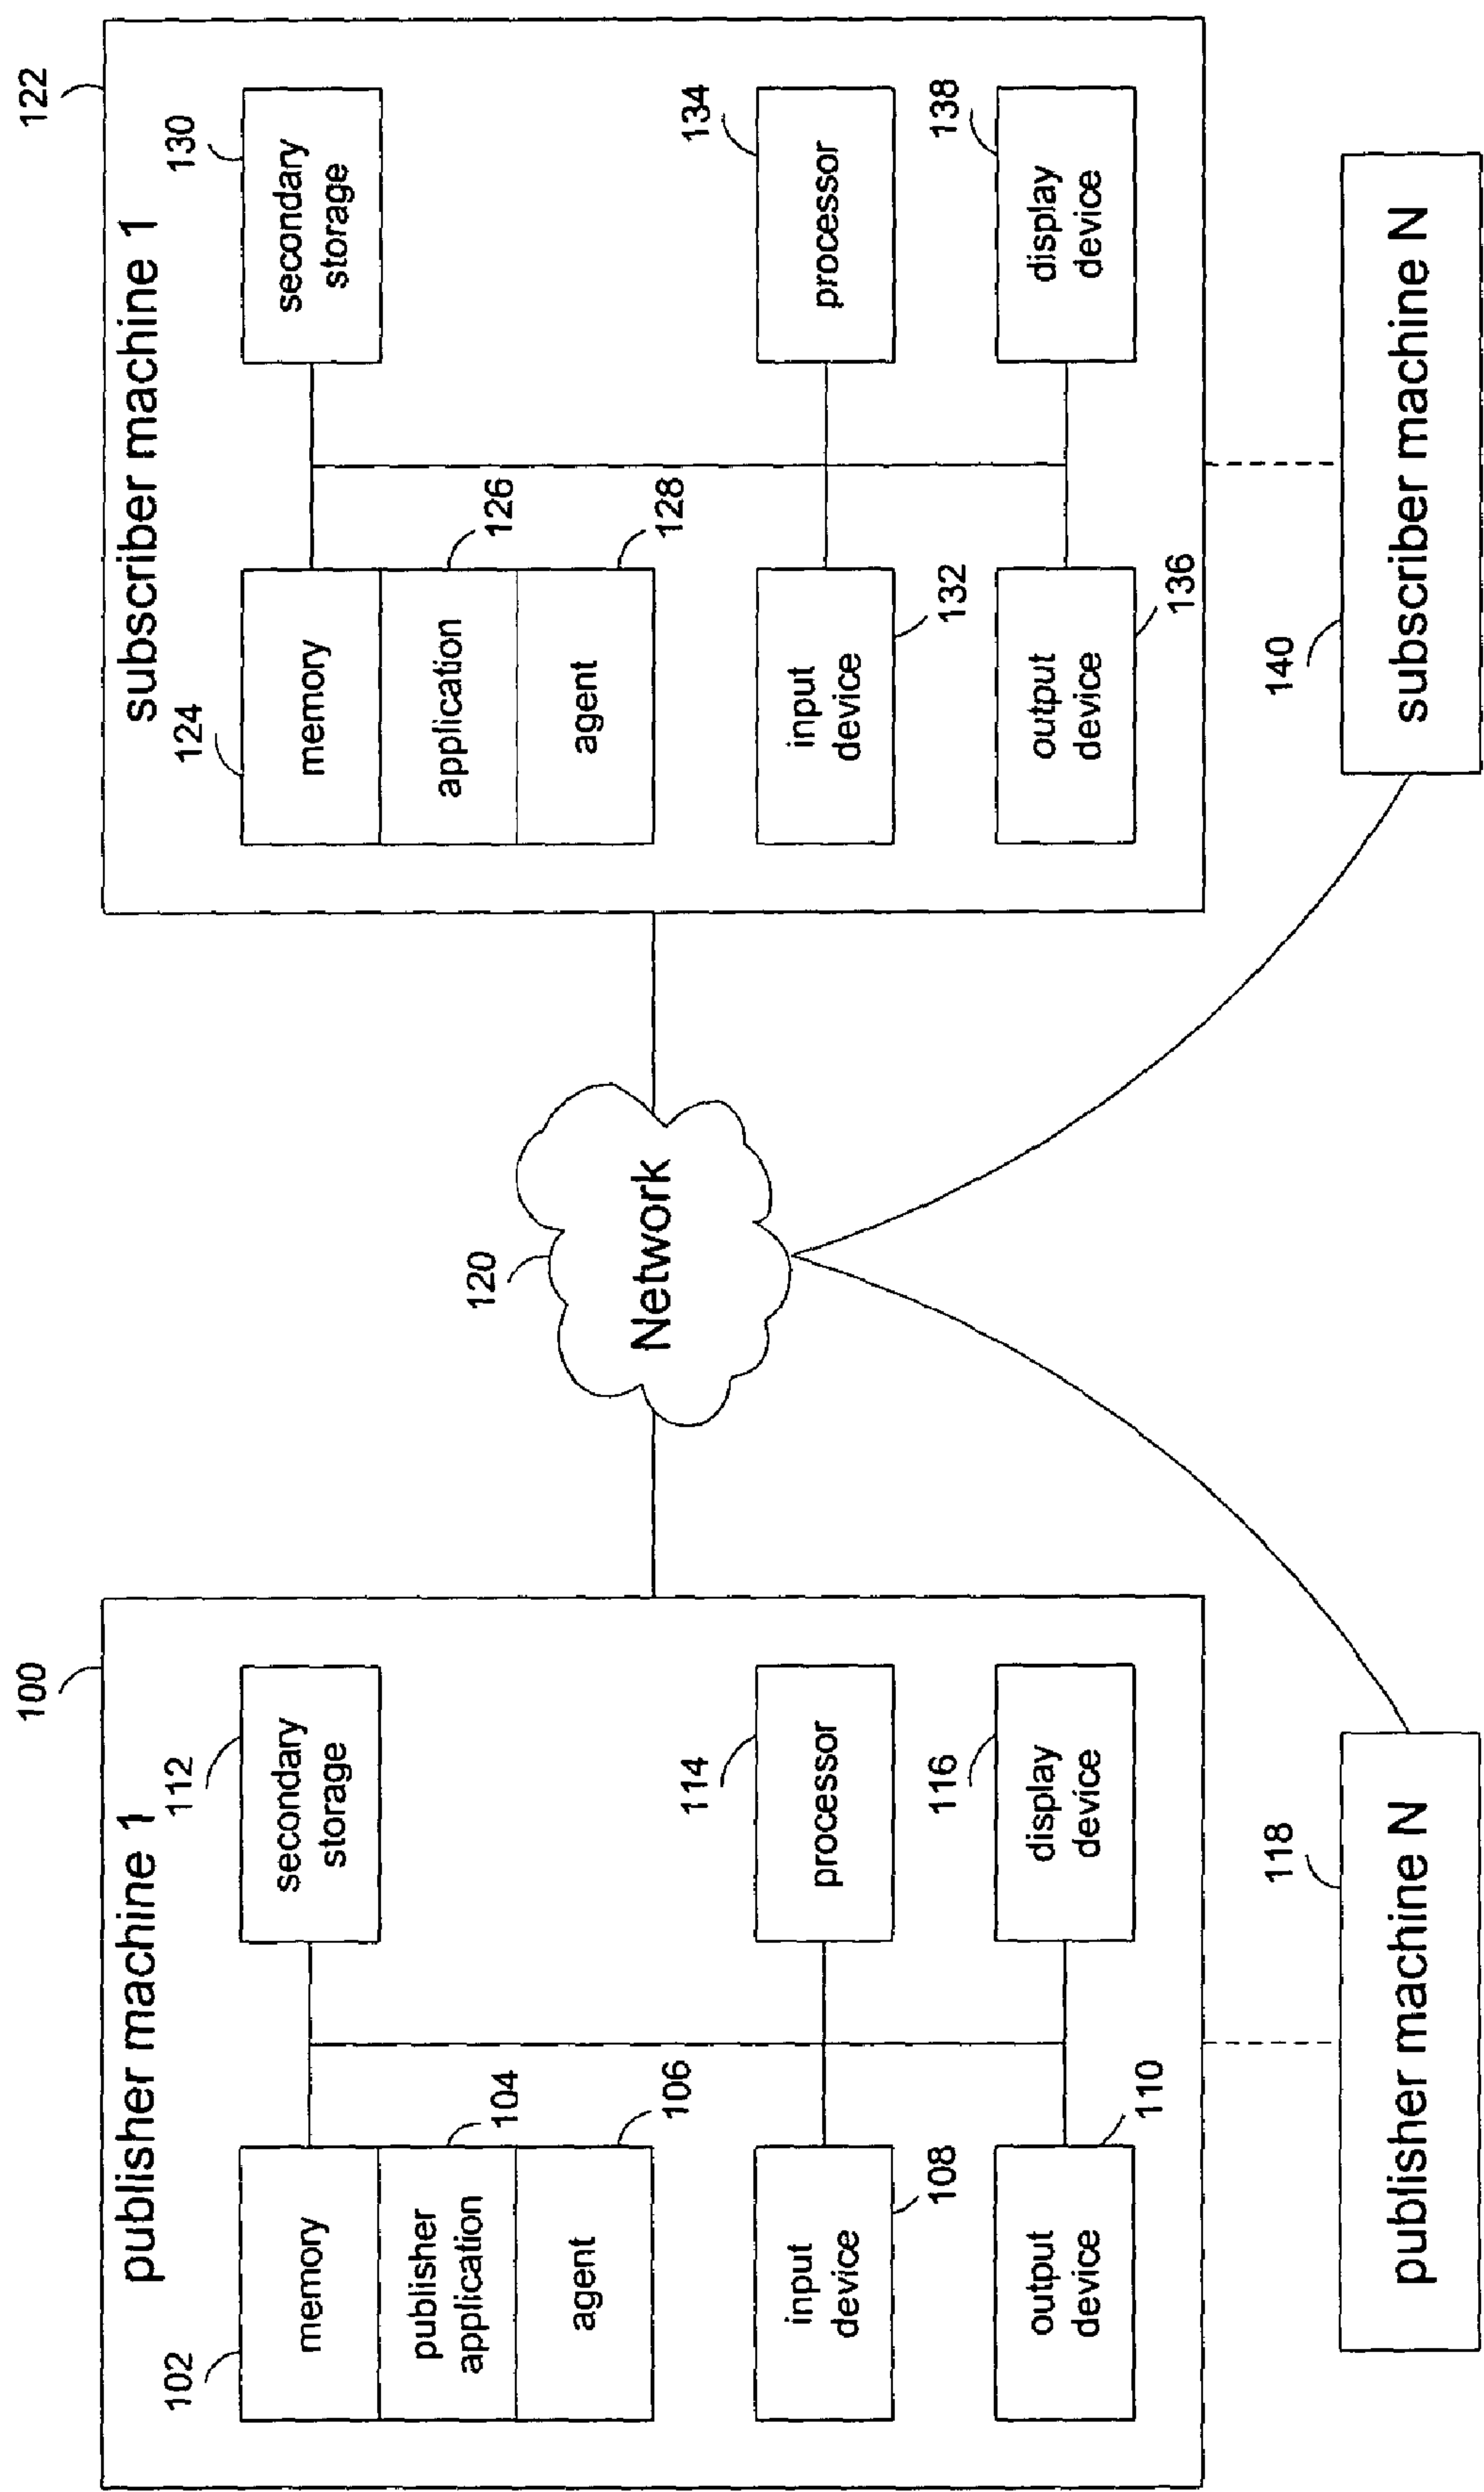 100
publisher machine 1
102
memory
publisher
application
104
agent
106
112
secondary
storage
input
device
108
114
processor
output
device
110
116
display
device
118
publisher machine N
120
Network
122
subscriber machine 1
124
memory
application
126
agent
128
130
secondary
storage
input
device
132
134
processor
output
device
136
138
display
device
140
subscriber machine N